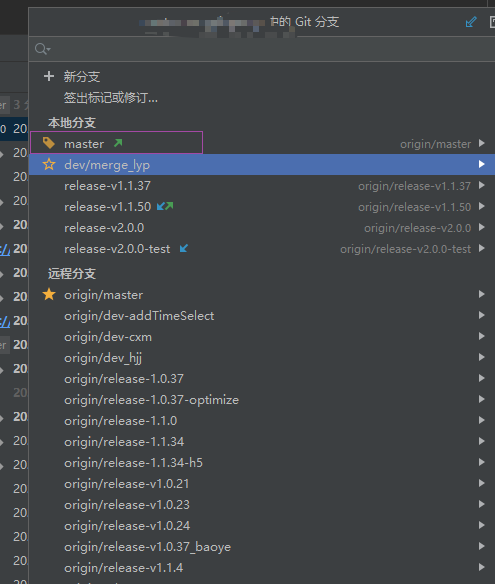 中的 Git 分支
新分支
签出标记或修订...
本地分支
master origin/master
dev/merge_lyp
release-v1.1.37 origin/release-v1.1.37
release-v1.1.50 origin/release-v1.1.50
release-v2.0.0 origin/release-v2.0.0
release-v2.0.0-test origin/release-v2.0.0-test
远程分支
origin/master
origin/dev-addTimeSelect
origin/dev-cxm
origin/dev_hjj
origin/release-1.0.37
origin/release-1.0.37-optimize
origin/release-1.1.0
origin/release-1.1.34
origin/release-1.1.34-h5
origin/release-v1.0.21
origin/release-v1.0.23
origin/release-v1.0.24
origin/release-v1.0.37_baoye
origin/release-v1.1.4